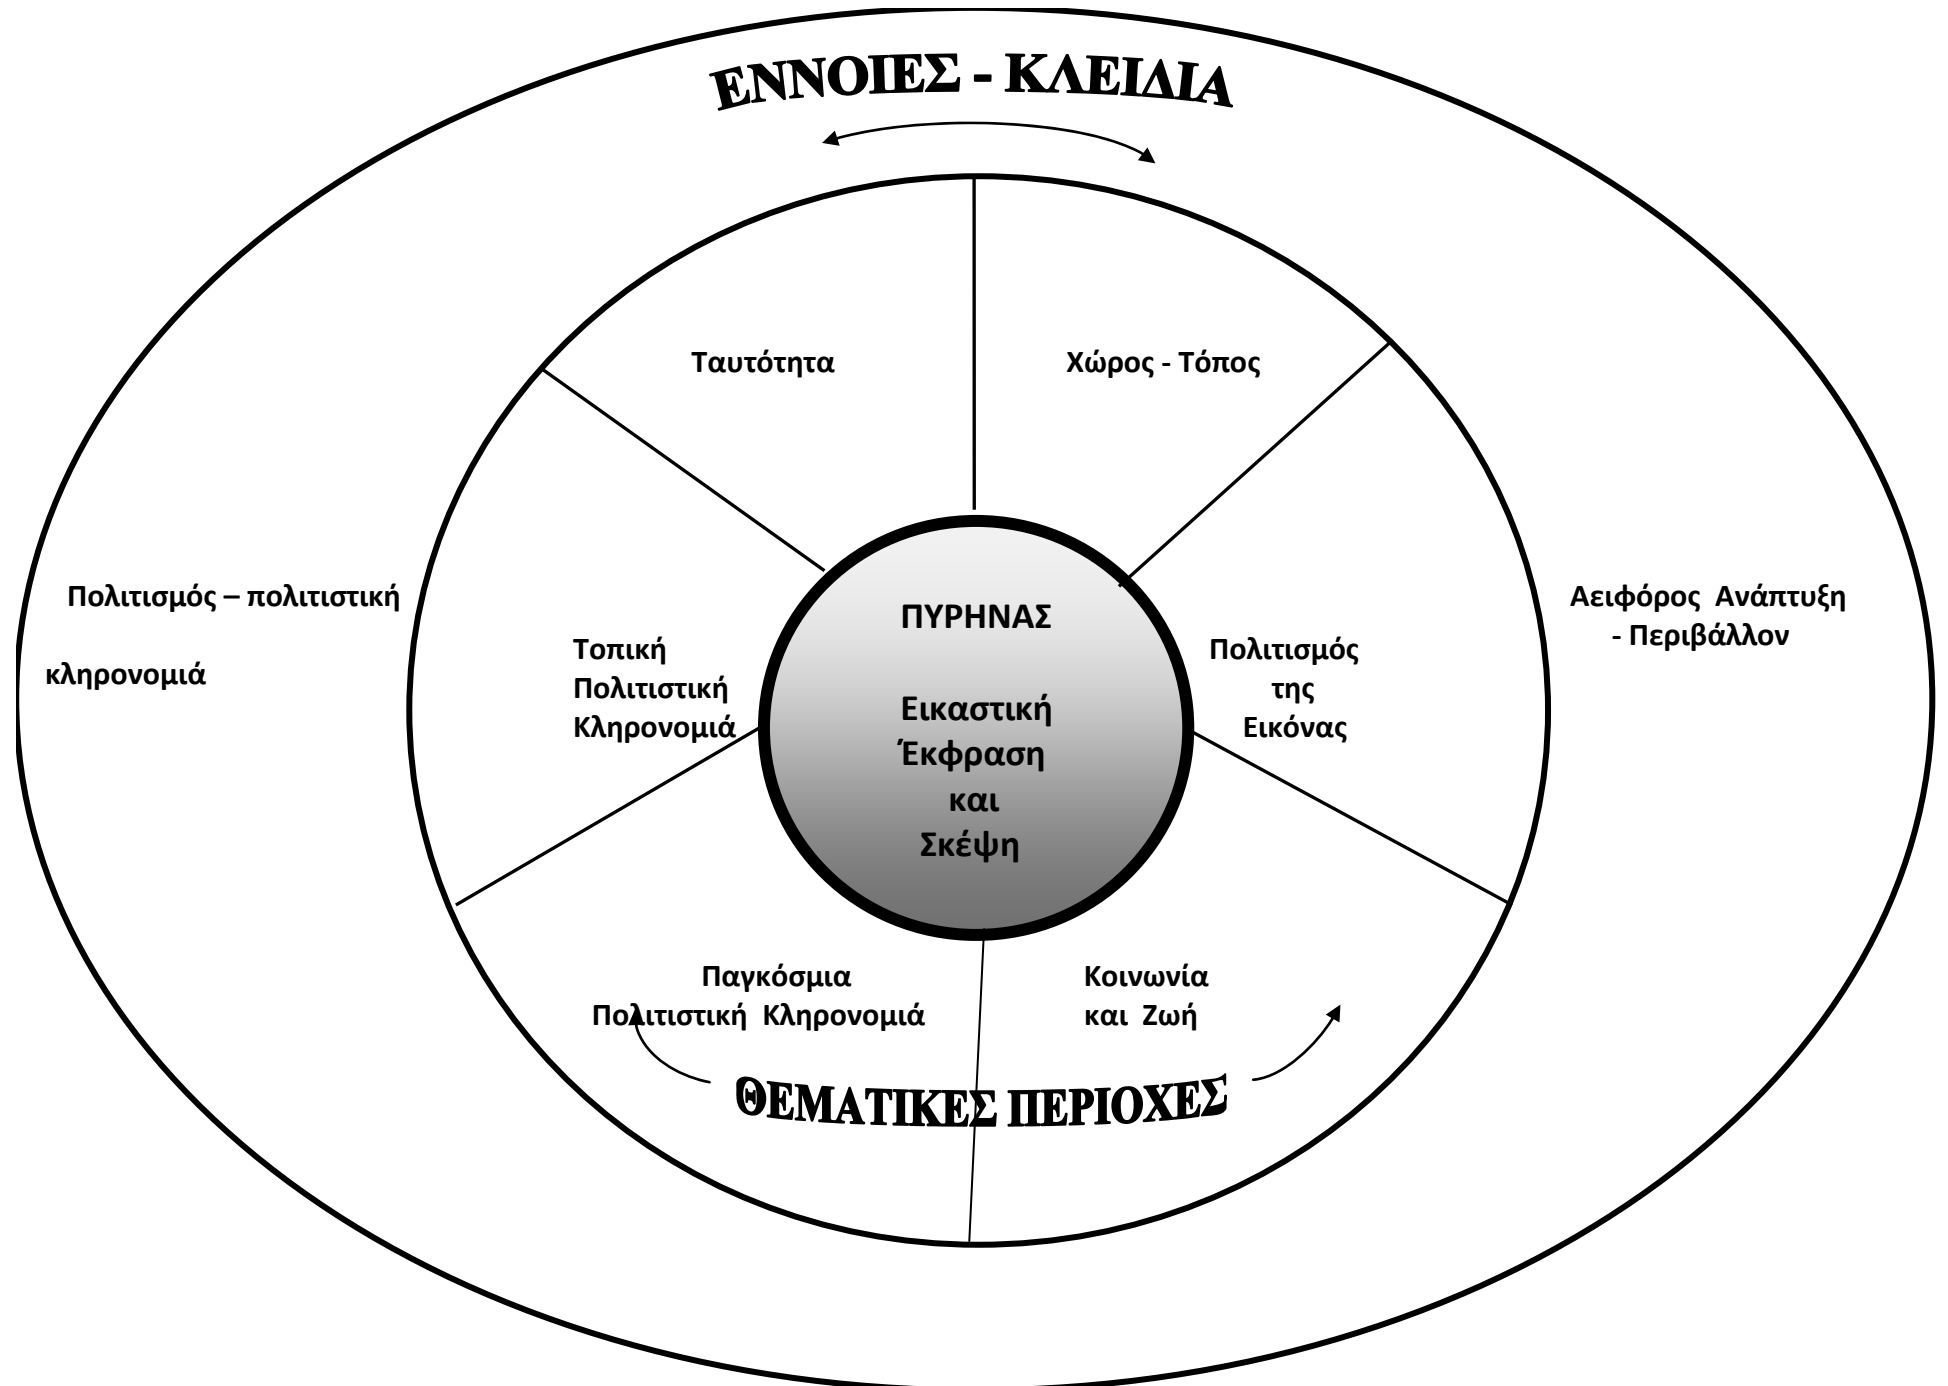 ΕΝΝΟΙΕΣ - ΚΛΕΙΔΙΑ
Ταυτότητα
Χώρος - Τόπος
Πολιτισμός – πολιτιστική
κληρονομιά
Τοπική
Πολιτιστική
Κληρονομιά
ΠΥΡΗΝΑΣ
Εικαστική
Έκφραση
και
Σκέψη
Πολιτισμός
της
Εικόνας
Αειφόρος Ανάπτυξη
- Περιβάλλον
Παγκόσμια
Πολιτιστική Κληρονομιά
Κοινωνία
και Ζωή
ΘΕΜΑΤΙΚΕΣ ΠΕΡΙΟΧΕΣ